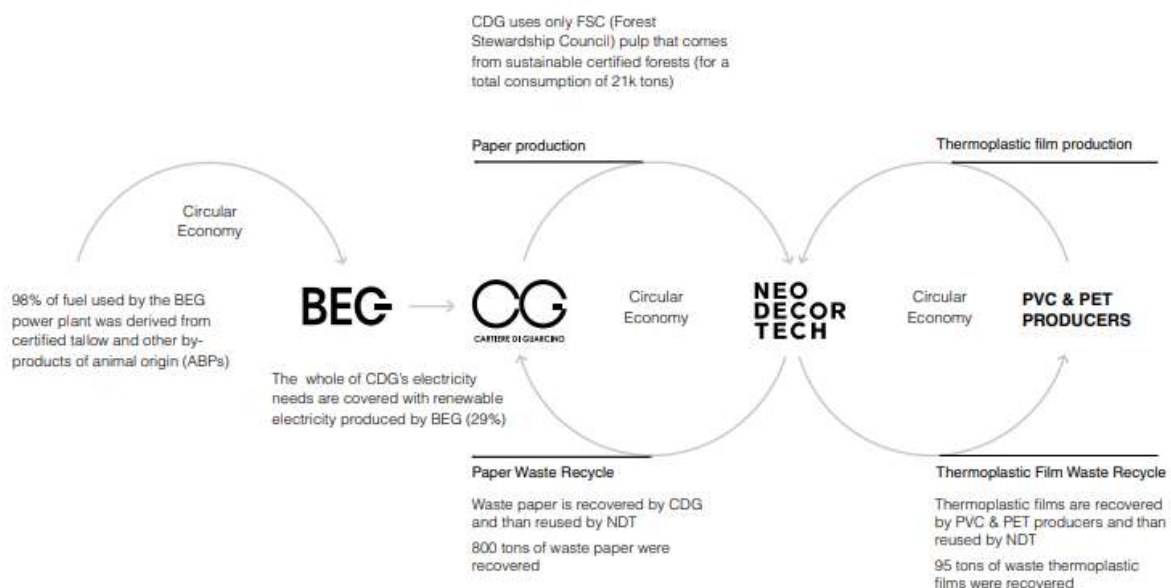 CDG uses only FSC (Forest
Stewardship Council) pulp that comes
from sustainable certified forests (for a
total consumption of 21k tons)
Paper production
Thermoplastic film production
Circular
Economy
98% of fuel used by the BEG
power plant was derived from
certified tallow and other by-
products of animal origin (ABPs)
BEG
The whole of CDG's electricity
needs are covered with renewable
electricity produced by BEG (29%)
CG
CARTIERE DI GUARCINO
Circular
Economy
NEO
DECOR
TECH
Circular
Economy
PVC & PET
PRODUCERS
Paper Waste Recycle
Waste paper is recovered by CDG
and than reused by NDT
800 tons of waste paper were
recovered
Thermoplastic Film Waste Recycle
Thermoplastic films are recovered
by PVC & PET producers and than
reused by NDT
95 tons of waste thermoplastic
films were recovered